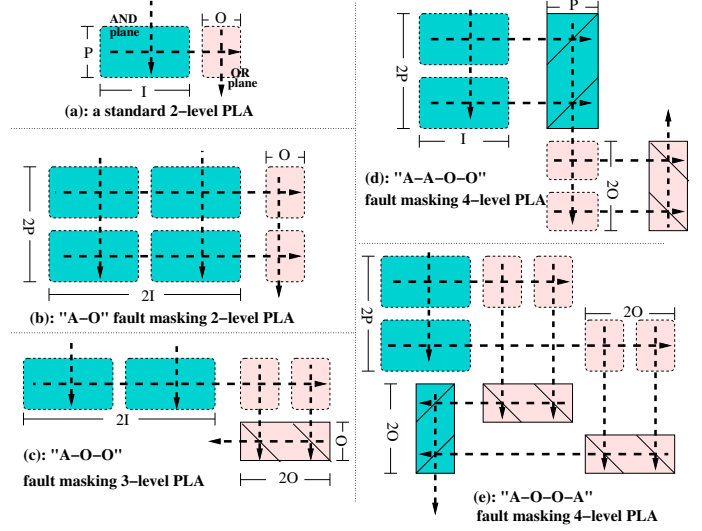 AND
plane
O
P
OR
plane
I
(a): a standard 2-level PLA
O
2P
2I
(b): "A-O" fault masking 2-level PLA
2I
O
(c): "A-O-O"
2O
fault masking 3-level PLA
P
2P
I
2O
(d): "A-A-O-O"
fault masking 4-level PLA
2O
2P
2O
(e): "A-O-O-A"
fault masking 4-level PLA